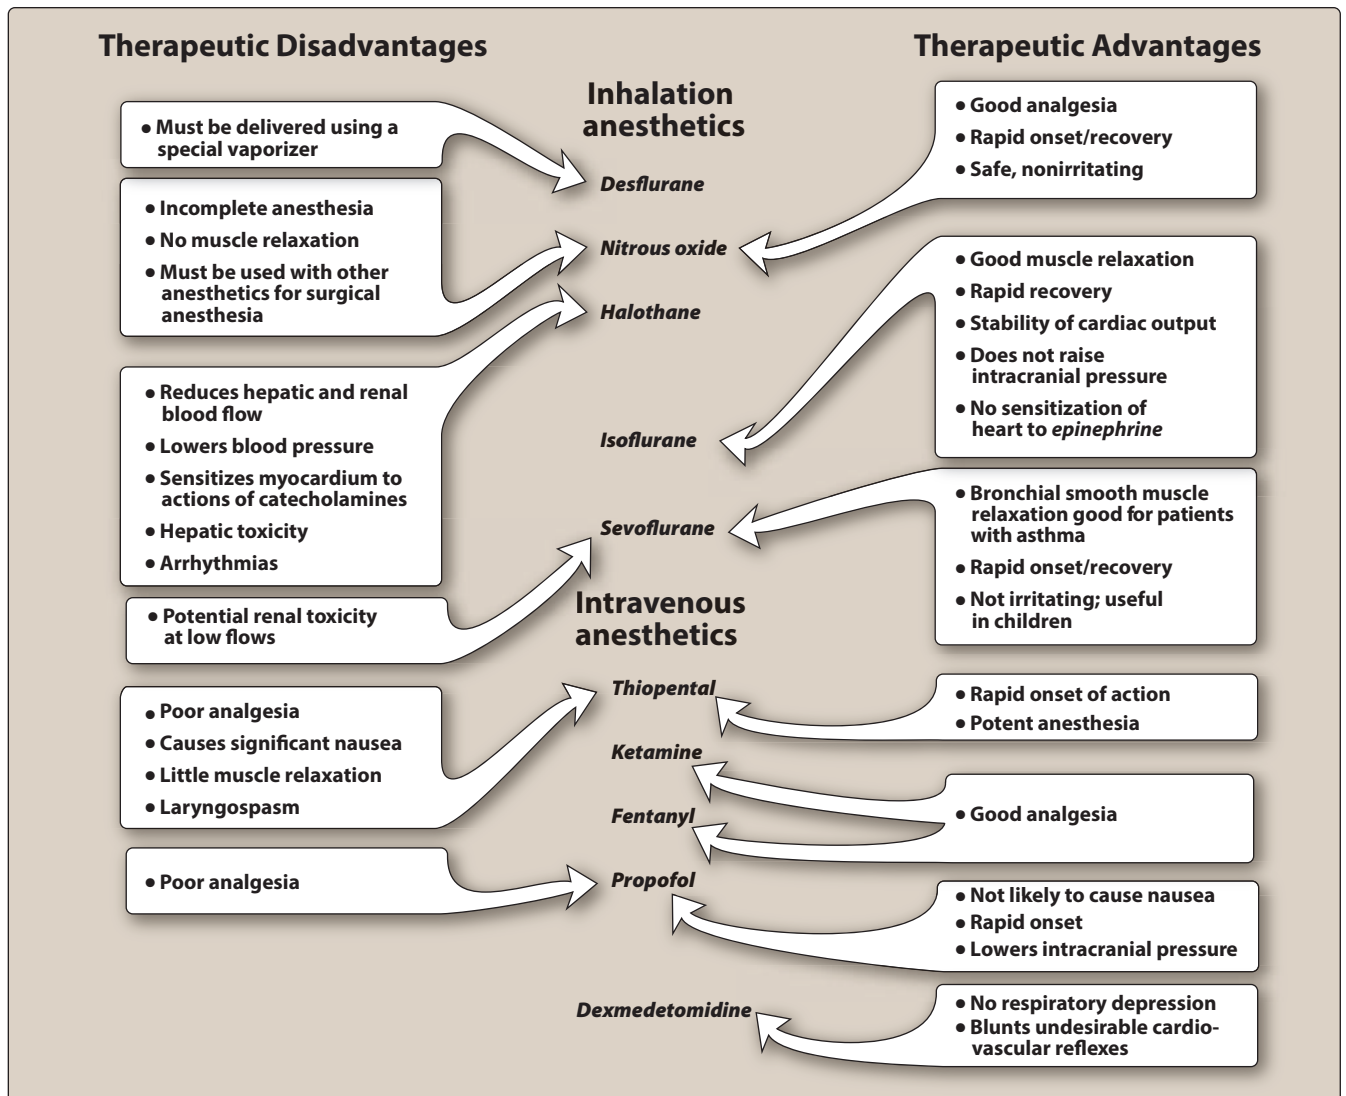 Therapeutic Disadvantages
Therapeutic Advantages
Inhalation
anesthetics
• Must be delivered using a
special vaporizer
Desflurane
• Good analgesia
• Rapid onset/recovery
• Safe, nonirritating
• Incomplete anesthesia
• No muscle relaxation
• Must be used with other
anesthetics for surgical
anesthesia
Nitrous oxide
Halothane
• Good muscle relaxation
• Rapid recovery
• Stability of cardiac output
• Does not raise
intracranial pressure
• No sensitization of
heart to epinephrine
• Reduces hepatic and renal
blood flow
• Lowers blood pressure
• Sensitizes myocardium to
actions of catecholamines
• Hepatic toxicity
• Arrhythmias
Isoflurane
Sevoflurane
• Bronchial smooth muscle
relaxation good for patients
with asthma
• Rapid onset/recovery
• Not irritating; useful
in children
• Potential renal toxicity
at low flows
Intravenous
anesthetics
• Poor analgesia
• Causes significant nausea
• Little muscle relaxation
• Laryngospasm
Thiopental
• Rapid onset of action
• Potent anesthesia
Ketamine
Fentanyl
• Good analgesia
• Poor analgesia
Propofol
• Not likely to cause nausea
• Rapid onset
• Lowers intracranial pressure
Dexmedetomidine
• No respiratory depression
• Blunts undesirable cardio-
vascular reflexes